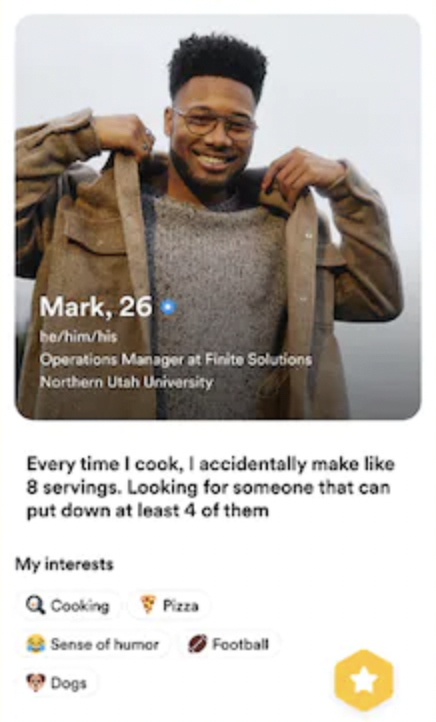 Mark, 26
he/him/his
Operations Manager at Finite Solutions
Northern Utah University
Every time I cook, I accidentally make like
8 servings. Looking for someone that can
put down at least 4 of them
My interests
Cooking
Pizza
Sense of humor
Football
Dogs